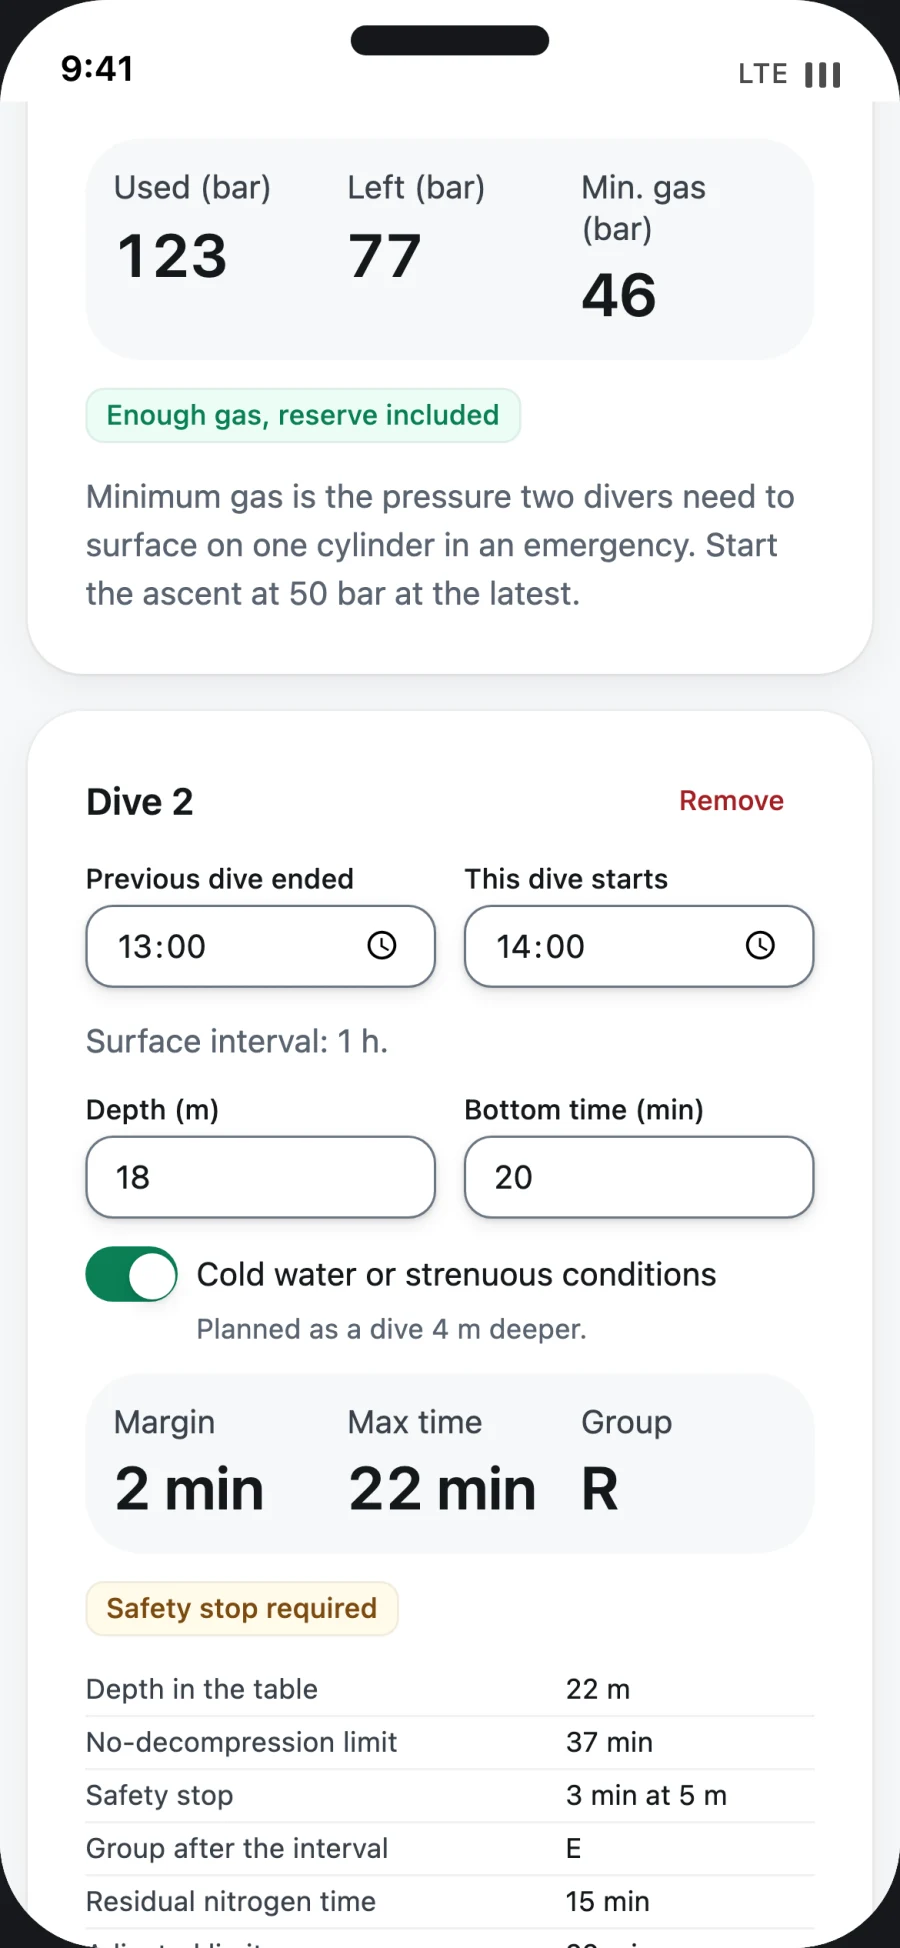 9:41
LTE
Used (bar)
Left (bar)
Min. gas
(bar)
123
77
46
Enough gas, reserve included
Minimum gas is the pressure two divers need to
surface on one cylinder in an emergency. Start
the ascent at 50 bar at the latest.
Dive 2
Remove
Previous dive ended
This dive starts
13:00
14:00
Surface interval: 1 h.
Depth (m)
Bottom time (min)
18
20
Cold water or strenuous conditions
Planned as a dive 4 m deeper.
Margin
Max time
Group
2 min
22 min
R
Safety stop required
Depth in the table
22 m
No-decompression limit
37 min
Safety stop
3 min at 5 m
Group after the interval
E
Residual nitrogen time
15 min